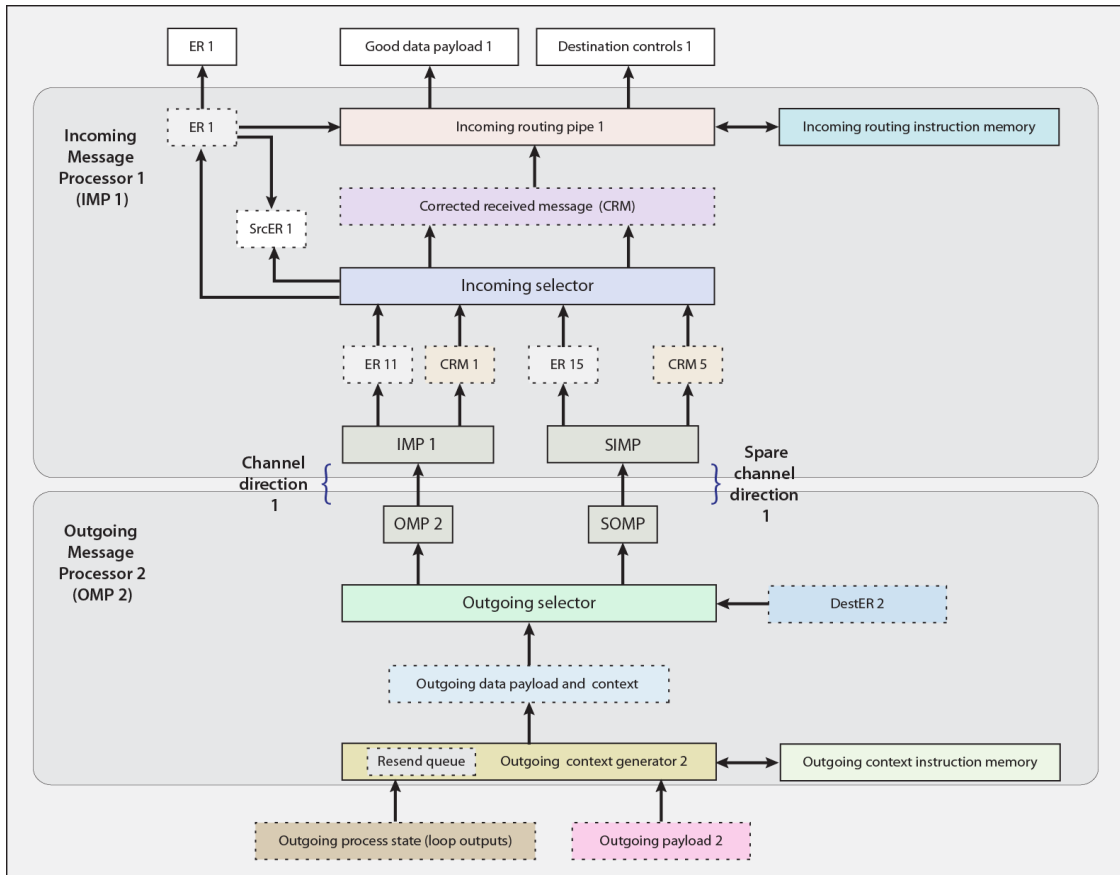 ER 1
Good data payload 1
Destination controls 1
Incoming
Message
Processor 1
(IMP 1)
ER 1
Incoming routing pipe 1
Incoming routing instruction memory
Corrected received message (CRM)
SrcER 1
Incoming selector
ER 11
CRM 1
ER 15
CRM 5
IMP 1
SIMP
Channel
direction
1
Spare
channel
direction
1
Outgoing
Message
Processor 2
(OMP 2)
OMP 2
SOMP
Outgoing selector
DestER 2
Outgoing data payload and context
Resend queue
Outgoing context generator 2
Outgoing context instruction memory
Outgoing process state (loop outputs)
Outgoing payload 2